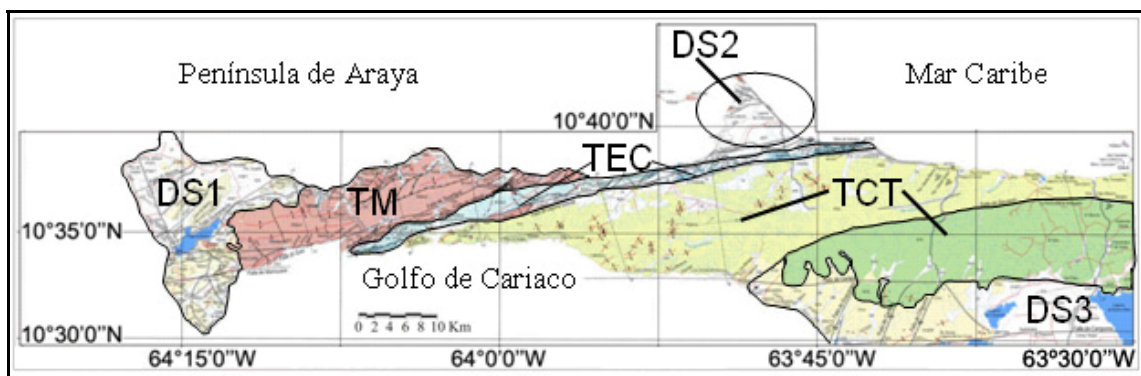 Península de Araya
DS2
Mar Caribe
10°40'0"N
TEC
DS1
TM
TCT
10°35'0"N
Golfo de Cariaco
0 2 4 6 8 10 Km
DS3
10°30'0"N
64°15'0"W
64°0'0"W
63°45'0"W
63°30'0"W